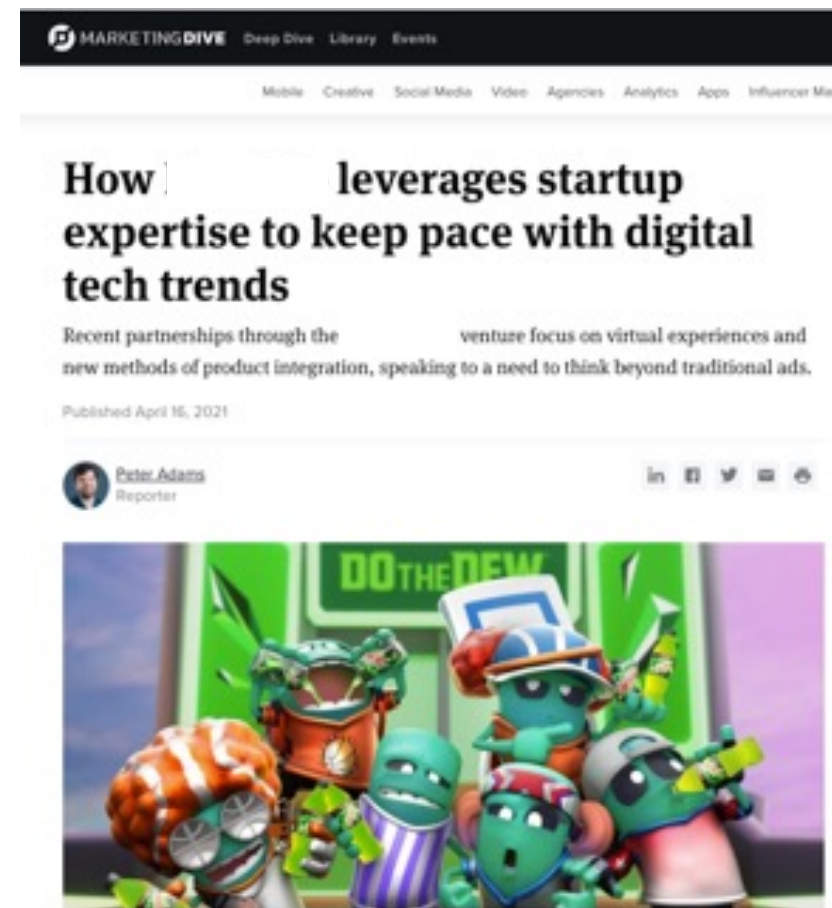 MARKETINGDIVE Deep Dive Library Events
Mobile Creative Social Media Video Agencies Analytics Apps Influencer Ma
How leverages startup
expertise to keep pace with digital
tech trends
Recent partnerships through the venture focus on virtual experiences and
new methods of product integration, speaking to a need to think beyond traditional ads.
Published April 16, 2021
Peter Adams
Reporter
DO THE DEW